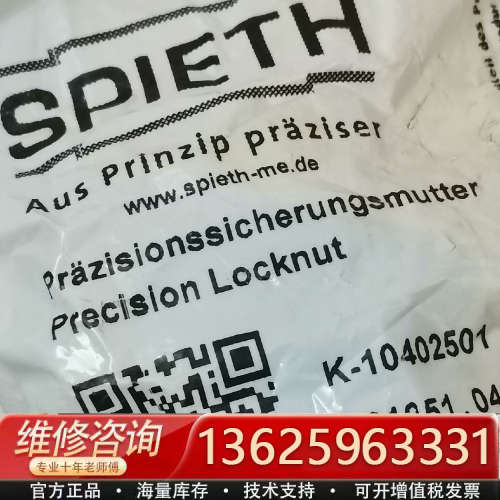 SPIETH
Aus Prinzip präziser
www.spieth-me.de
Präzisionssicherungsmutter
Precision Locknut
K-10402501
1251.04
维修咨询
专业十年老师傅
13625963331
官方正品 · 海量库存 · 技术支持 · 可开增值税发票